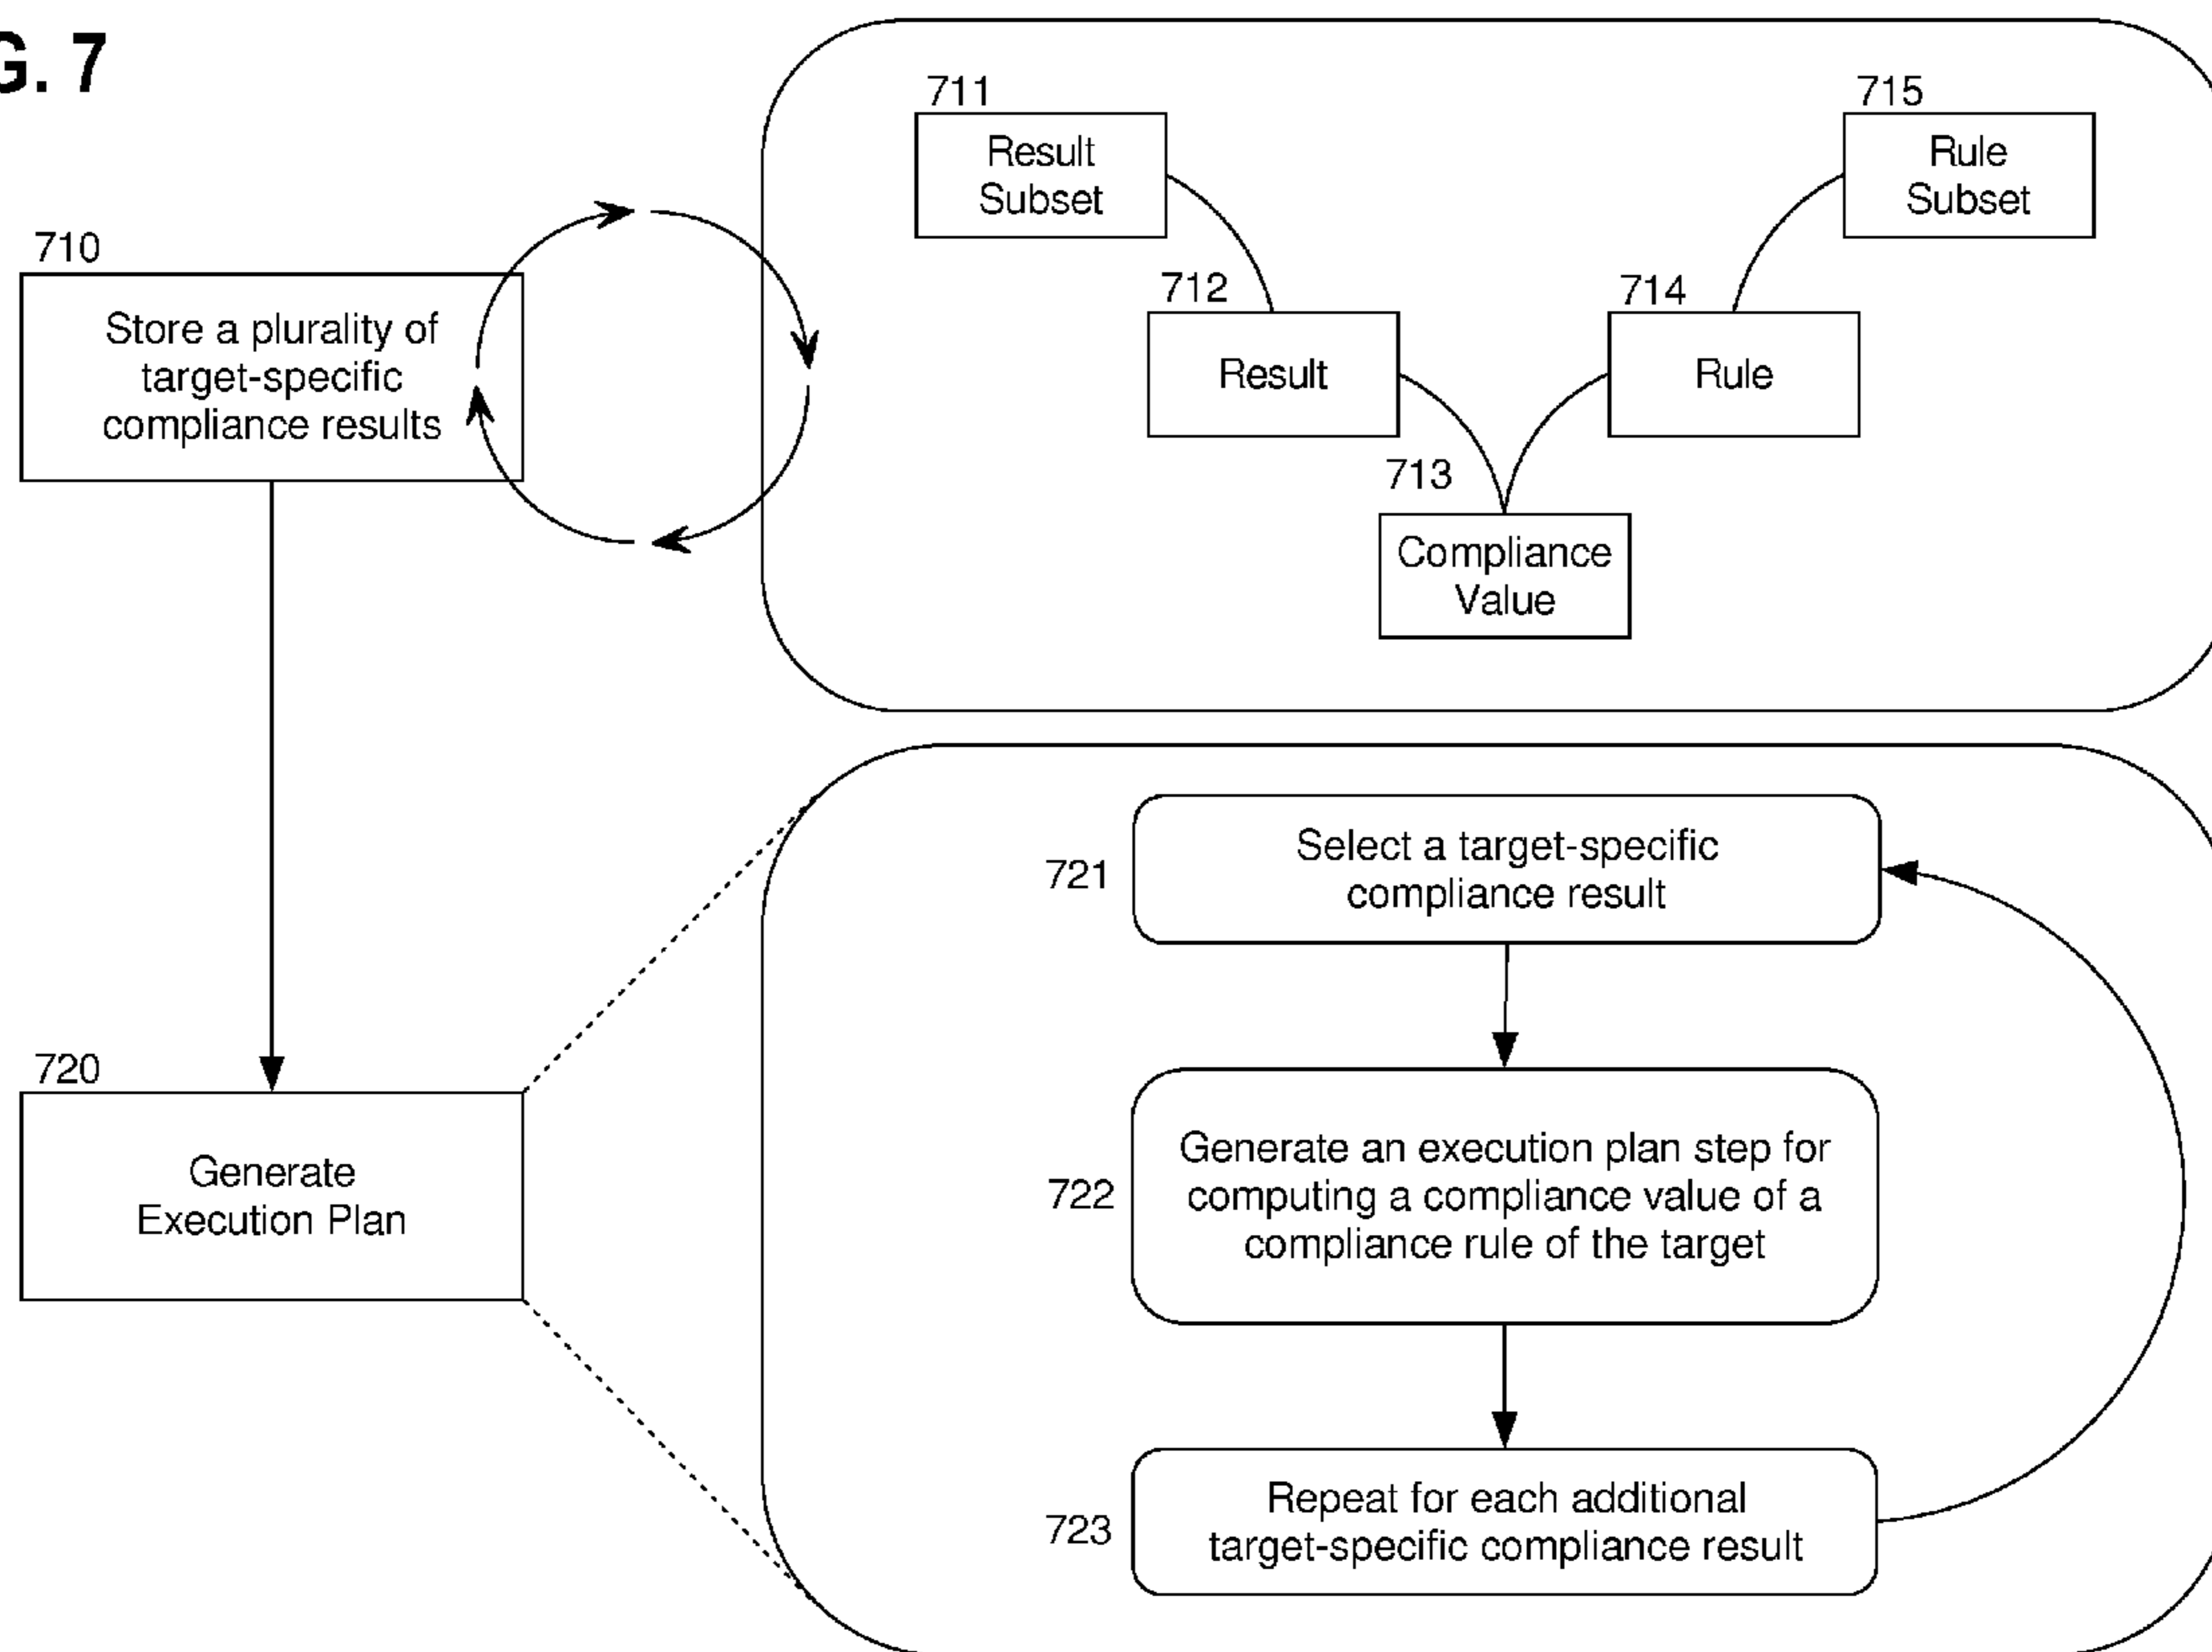 G. 7
710
Store a plurality of
target-specific
compliance results
711
Result
Subset
715
Rule
Subset
712
Result
714
Rule
713
Compliance
Value
720
Generate
Execution Plan
721
Select a target-specific
compliance result
722
Generate an execution plan step for
computing a compliance value of a
compliance rule of the target
723
Repeat for each additional
target-specific compliance result